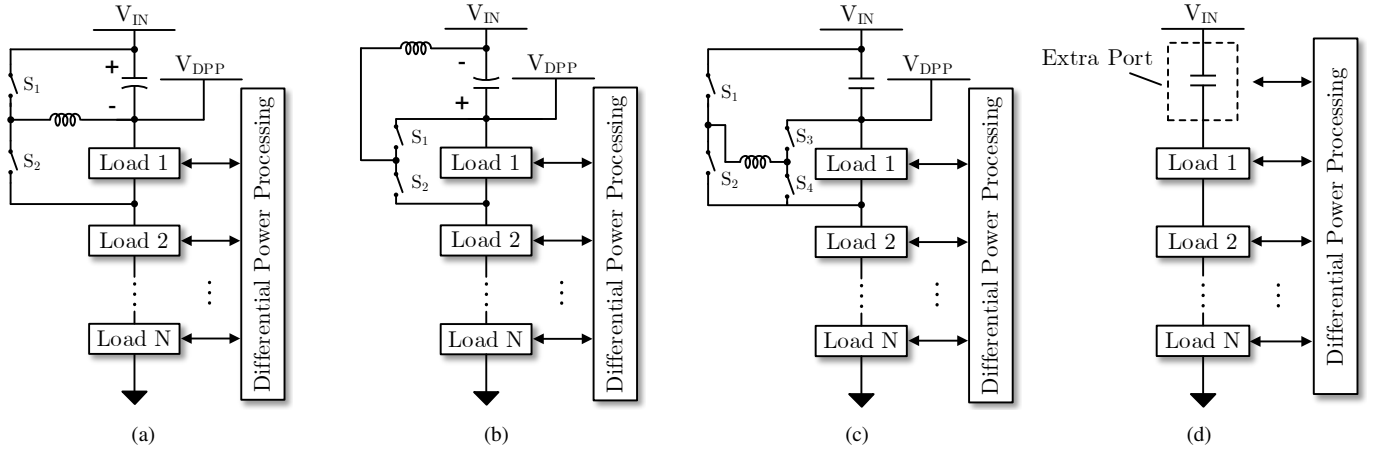 V_IN
+
V_DPP
S_1
-
S_2
Load 1
Load 2
Load N
Differential Power Processing
(a)
V_IN
-
V_DPP
+
S_1
S_2
Load 1
Load 2
Load N
Differential Power Processing
(b)
V_IN
V_DPP
S_1
S_3
S_2
S_4
Load 1
Load 2
Load N
Differential Power Processing
(c)
V_IN
Extra Port
Load 1
Load 2
Load N
Differential Power Processing
(d)